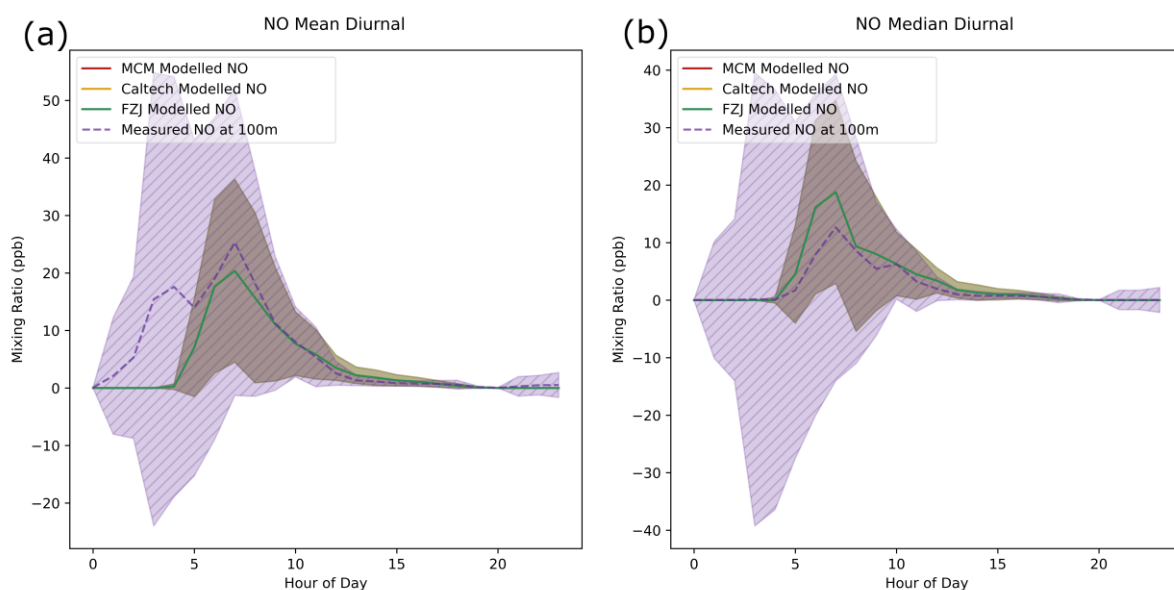 (a)
NO Mean Diurnal
MCM Modelled NO
Caltech Modelled NO
FZJ Modelled NO
Measured NO at 100m
Mixing Ratio (ppb)
50
40
30
20
10
0
−10
−20
0 5 10 15 20
Hour of Day
(b)
NO Median Diurnal
MCM Modelled NO
Caltech Modelled NO
FZJ Modelled NO
Measured NO at 100m
Mixing Ratio (ppb)
40
30
20
10
0
−10
−20
−30
−40
0 5 10 15 20
Hour of Day